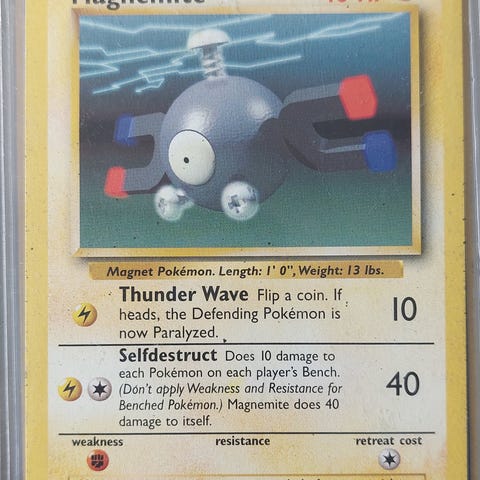 Magnemite
Magnet Pokémon. Length: 1' 0", Weight: 13 lbs.
Thunder Wave Flip a coin. If
heads, the Defending Pokémon is
now Paralyzed.
10
Selfdestruct Does 10 damage to
each Pokémon on each player's Bench.
(Don't apply Weakness and Resistance for
Benched Pokémon.) Magnemite does 40
damage to itself.
40
weakness resistance retreat cost